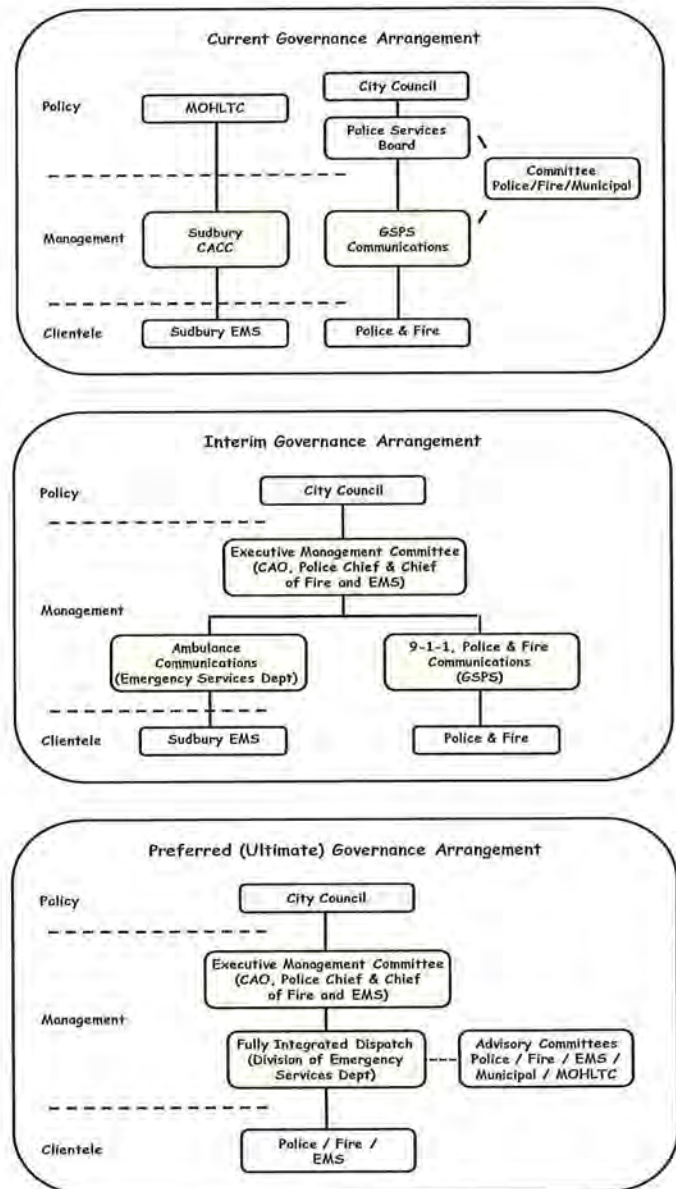 Current Governance Arrangement
Policy
MOHLTC
City Council
Police Services
Board
Committee
Police/Fire/Municipal
Management
Sudbury
CACC
GSPS
Communications
Clientele
Sudbury EMS
Police & Fire
Interim Governance Arrangement
Policy
City Council
Executive Management Committee
(CAO, Police Chief & Chief
of Fire and EMS)
Management
Ambulance
Communications
(Emergency Services Dept)
9-1-1, Police & Fire
Communications
(GSPS)
Clientele
Sudbury EMS
Police & Fire
Preferred (Ultimate) Governance Arrangement
Policy
City Council
Executive Management Committee
(CAO, Police Chief & Chief
of Fire and EMS)
Management
Fully Integrated Dispatch
(Division of Emergency
Services Dept)
Advisory Committees
Police / Fire / EMS /
Municipal / MOHLTC
Clientele
Police / Fire /
EMS